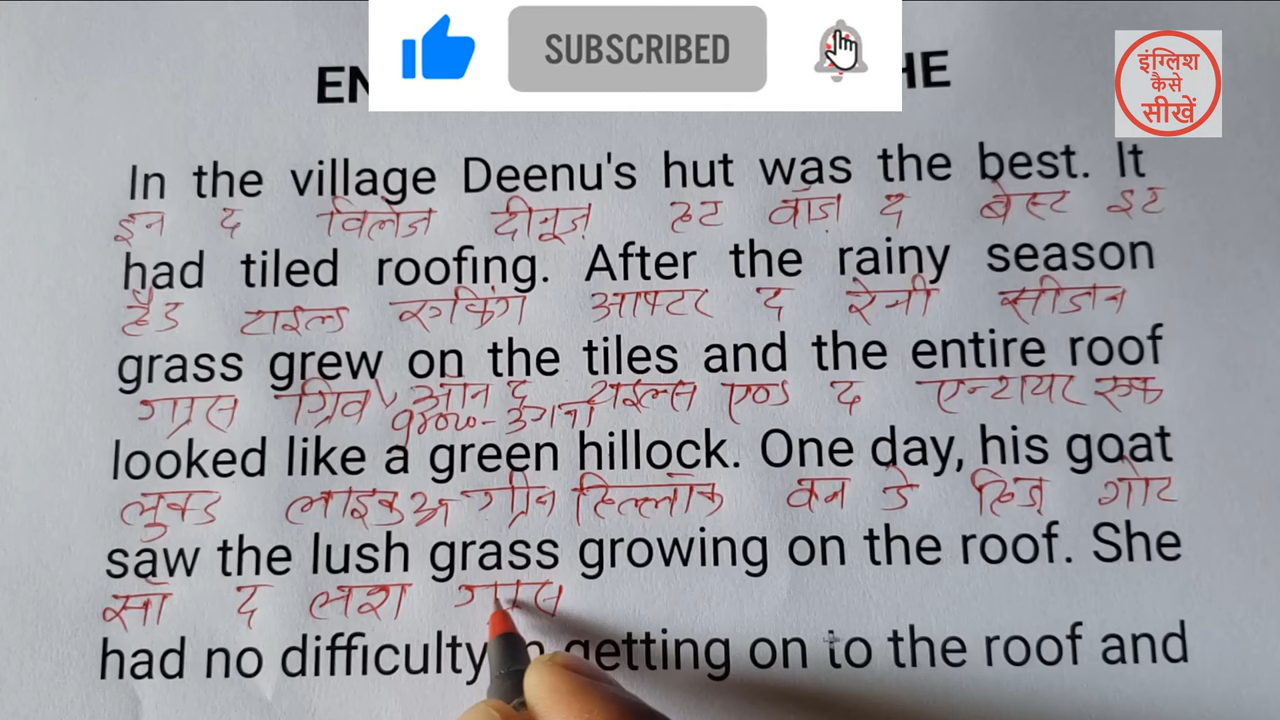 SUBSCRIBED
इंग्लिश
कैसे
सीखें
EN HE
In the village Deenu's hut was the best. It
इन द विलेज दीनूज़ हट वॉज़ द बेस्ट इट
had tiled roofing. After the rainy season
हैड टाइल्ड रूफिंग आफ्टर द रेनी सीजन
grass grew on the tiles and the entire roof
ग्रास ग्रिव ऑन द टाइल्स एण्ड द एन्टायर रूफ
grow - उगना
looked like a green hillock. One day, his goat
लुक्ड लाइक अ ग्रीन हिल्लॉक वन डे हिज़ गोट
saw the lush grass growing on the roof. She
सॉ द लश ग्रास
had no difficulty getting on to the roof and